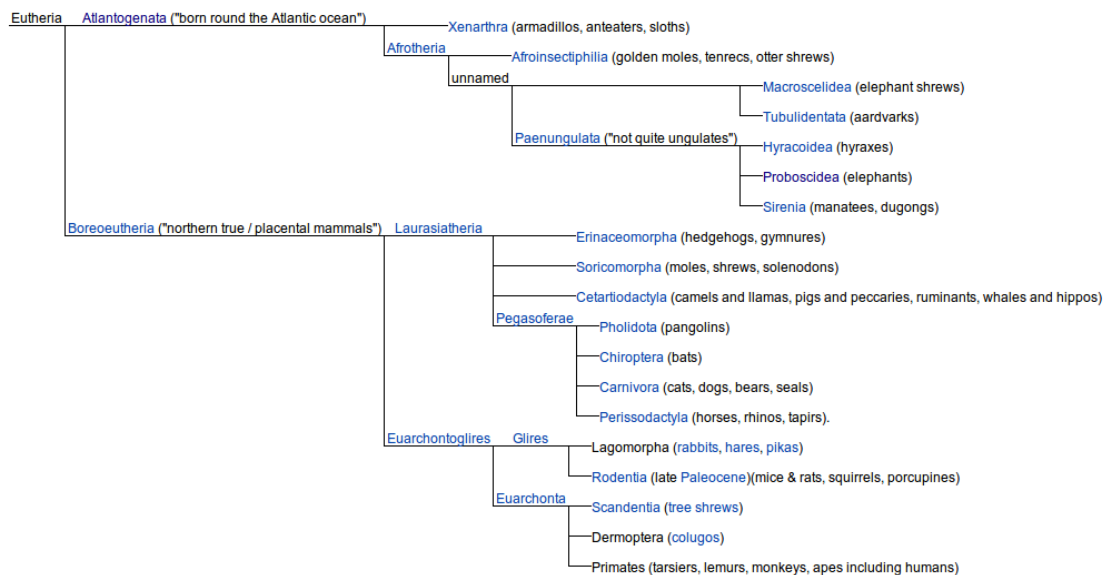 Eutheria Atlantogenata ("born round the Atlantic ocean")
Xenarthra (armadillos, anteaters, sloths)
Afrotheria
Afroinsectiphilia (golden moles, tenrecs, otter shrews)
unnamed
Macroscelidea (elephant shrews)
Tubulidentata (aardvarks)
Paenungulata ("not quite ungulates")
Hyracoidea (hyraxes)
Proboscidea (elephants)
Sirenia (manatees, dugongs)
Boreoeutheria ("northern true / placental mammals") Laurasiatheria
Erinaceomorpha (hedgehogs, gymnures)
Soricomorpha (moles, shrews, solenodons)
Cetartiodactyla (camels and llamas, pigs and peccaries, ruminants, whales and hippos)
Pegasoferae
Pholidota (pangolins)
Chiroptera (bats)
Carnivora (cats, dogs, bears, seals)
Perissodactyla (horses, rhinos, tapirs).
Euarchontoglires Glires
Lagomorpha (rabbits, hares, pikas)
Rodentia (late Paleocene)(mice & rats, squirrels, porcupines)
Euarchonta
Scandentia (tree shrews)
Dermoptera (colugos)
Primates (tarsiers, lemurs, monkeys, apes including humans)